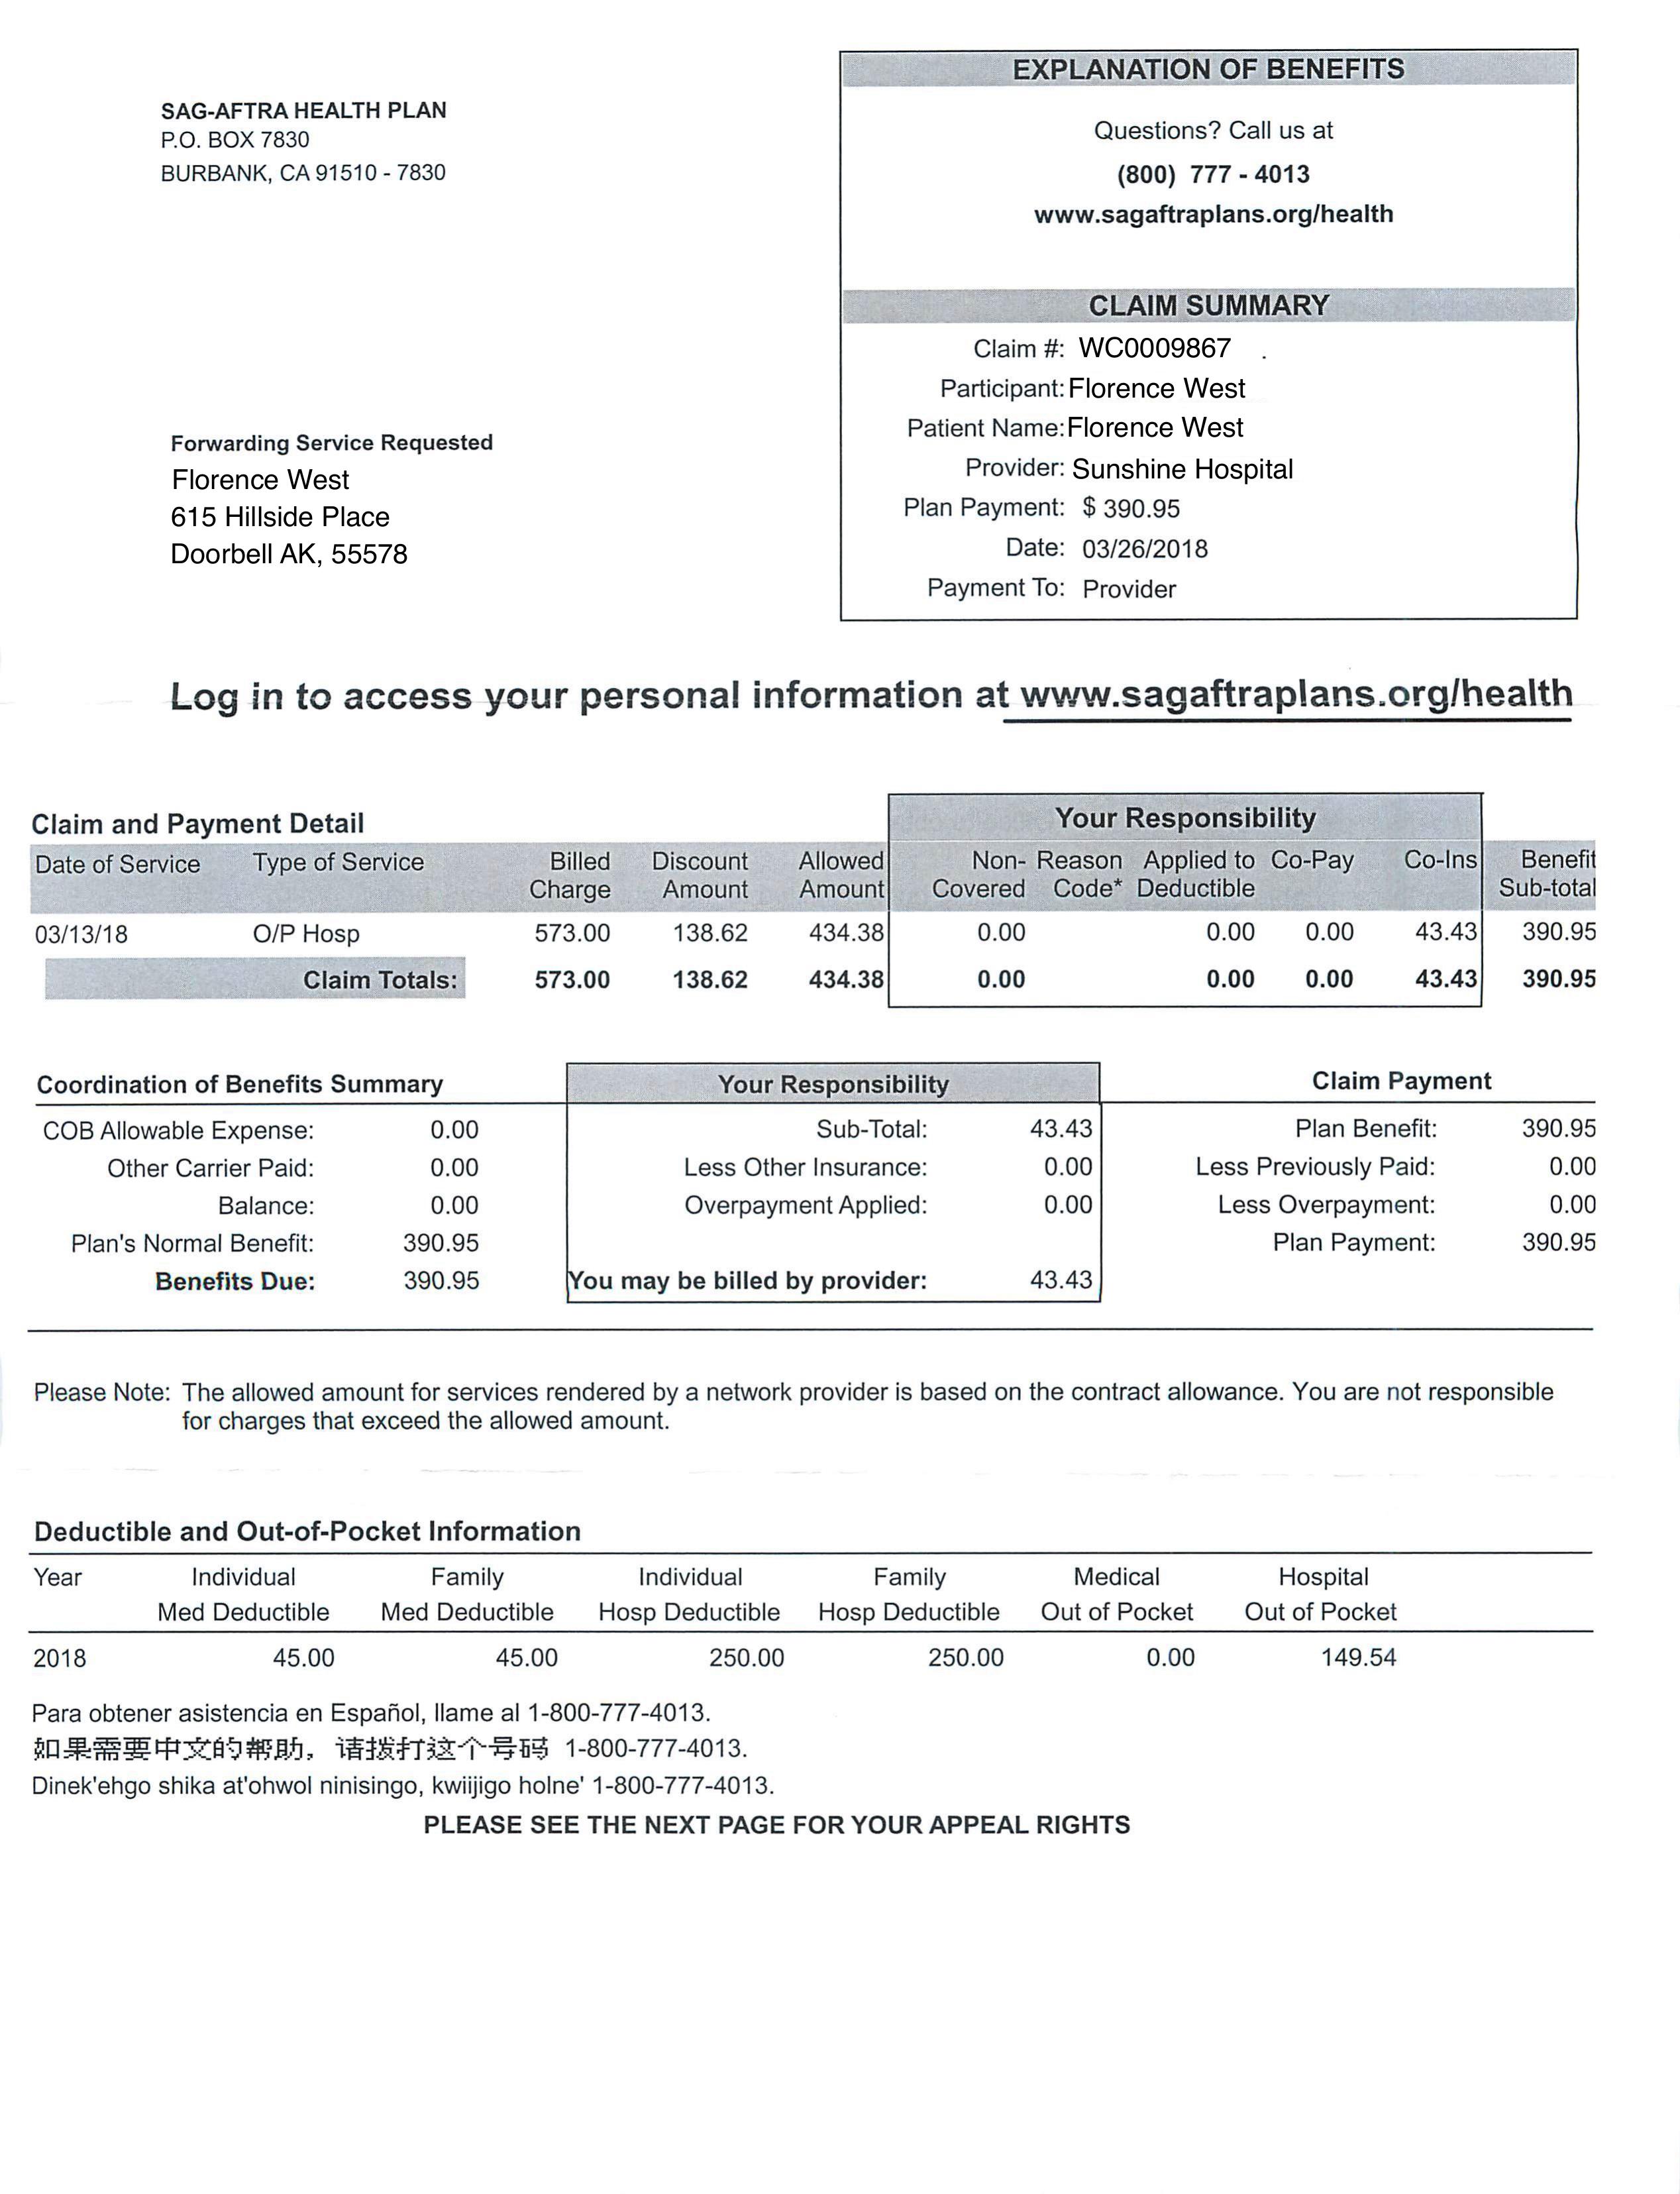 EXPLANATION OF BENEFITS
SAG-AFTRA HEALTH PLAN
P.O. BOX 7830
BURBANK, CA 91510 - 7830
Questions? Call us at
(800) 777 - 4013
www.sagaftraplans.org/health
CLAIM SUMMARY
Claim #: WC0009867 .
Participant: Florence West
Patient Name: Florence West
Provider: Sunshine Hospital
Plan Payment: $ 390.95
Date: 03/26/2018
Payment To: Provider
Forwarding Service Requested
Florence West
615 Hillside Place
Doorbell AK, 55578
Log in to access your personal information at www.sagaftraplans.org/health
Claim and Payment Detail
Your Responsibility
Date of Service Type of Service Billed Discount Allowed Non- Reason Applied to Co-Pay Co-Ins Benefit
Charge Amount Amount Covered Code* Deductible Sub-total
03/13/18 O/P Hosp 573.00 138.62 434.38 0.00 0.00 0.00 43.43 390.95
Claim Totals: 573.00 138.62 434.38 0.00 0.00 0.00 43.43 390.95
Coordination of Benefits Summary Your Responsibility Claim Payment
COB Allowable Expense: 0.00 Sub-Total: 43.43 Plan Benefit: 390.95
Other Carrier Paid: 0.00 Less Other Insurance: 0.00 Less Previously Paid: 0.00
Balance: 0.00 Overpayment Applied: 0.00 Less Overpayment: 0.00
Plan's Normal Benefit: 390.95 Plan Payment: 390.95
Benefits Due: 390.95 You may be billed by provider: 43.43
Please Note: The allowed amount for services rendered by a network provider is based on the contract allowance. You are not responsible
for charges that exceed the allowed amount.
Deductible and Out-of-Pocket Information
Year Individual Family Individual Family Medical Hospital
Med Deductible Med Deductible Hosp Deductible Hosp Deductible Out of Pocket Out of Pocket
2018 45.00 45.00 250.00 250.00 0.00 149.54
Para obtener asistencia en Español, llame al 1-800-777-4013.
如果需要中文的帮助，请拨打这个号码 1-800-777-4013.
Dinek'ehgo shika at'ohwol ninisingo, kwiijigo holne' 1-800-777-4013.
PLEASE SEE THE NEXT PAGE FOR YOUR APPEAL RIGHTS